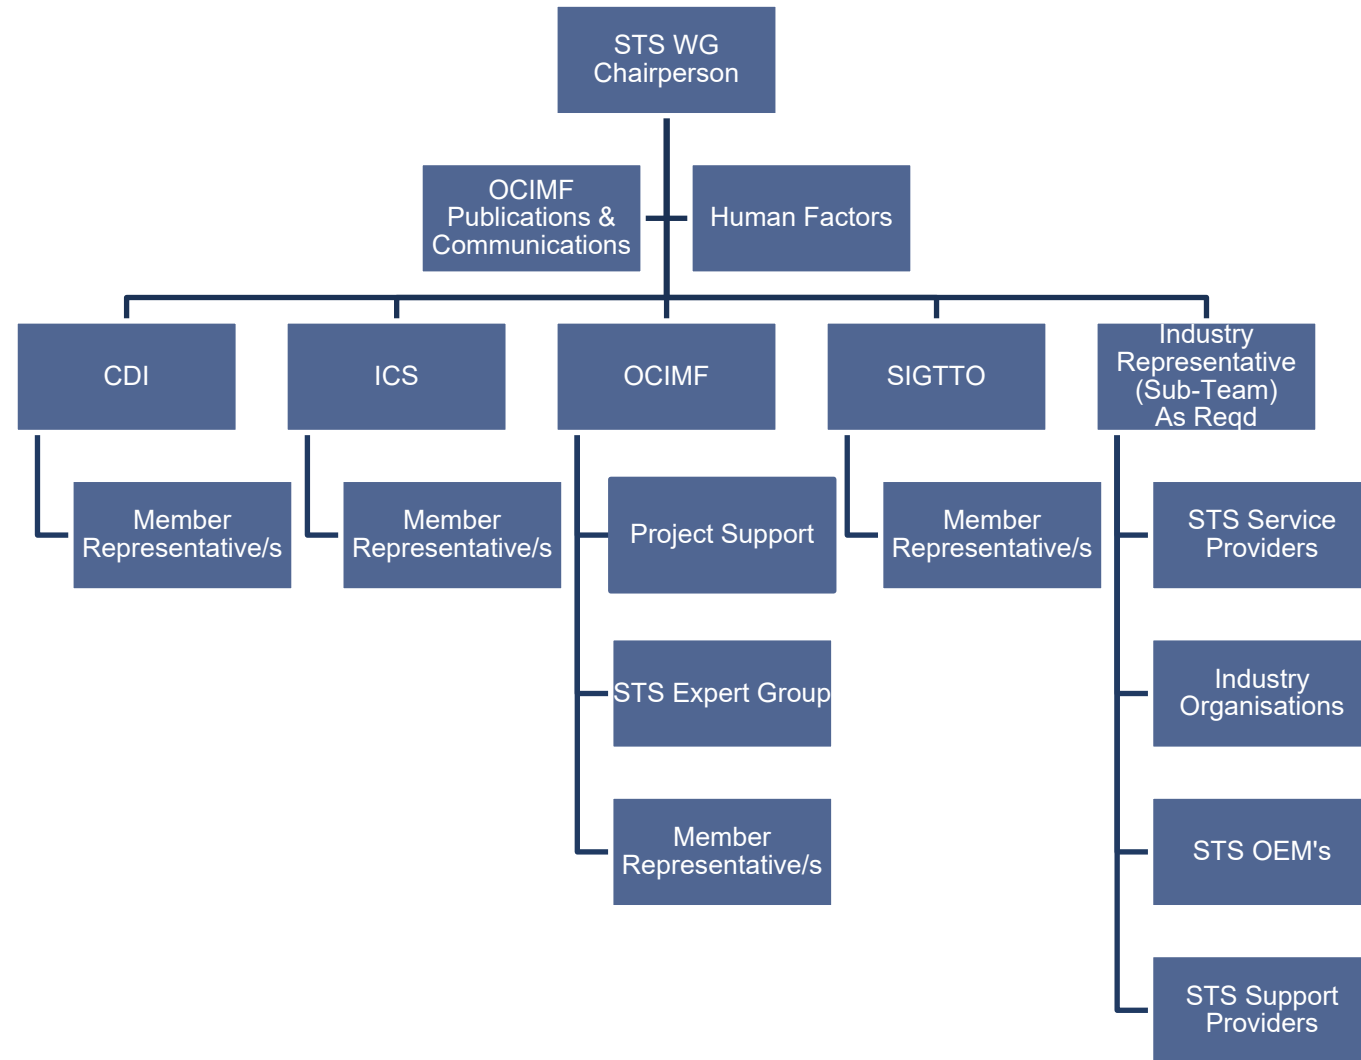 STS WG
Chairperson
OCIMF
Publications &
Communications
Human Factors
CDI
ICS
OCIMF
SIGTTO
Industry
Representative
(Sub-Team)
As Reqd
Member
Representative/s
Member
Representative/s
Project Support
Member
Representative/s
STS Service
Providers
STS Expert Group
Industry
Organisations
Member
Representative/s
STS OEM's
STS Support
Providers